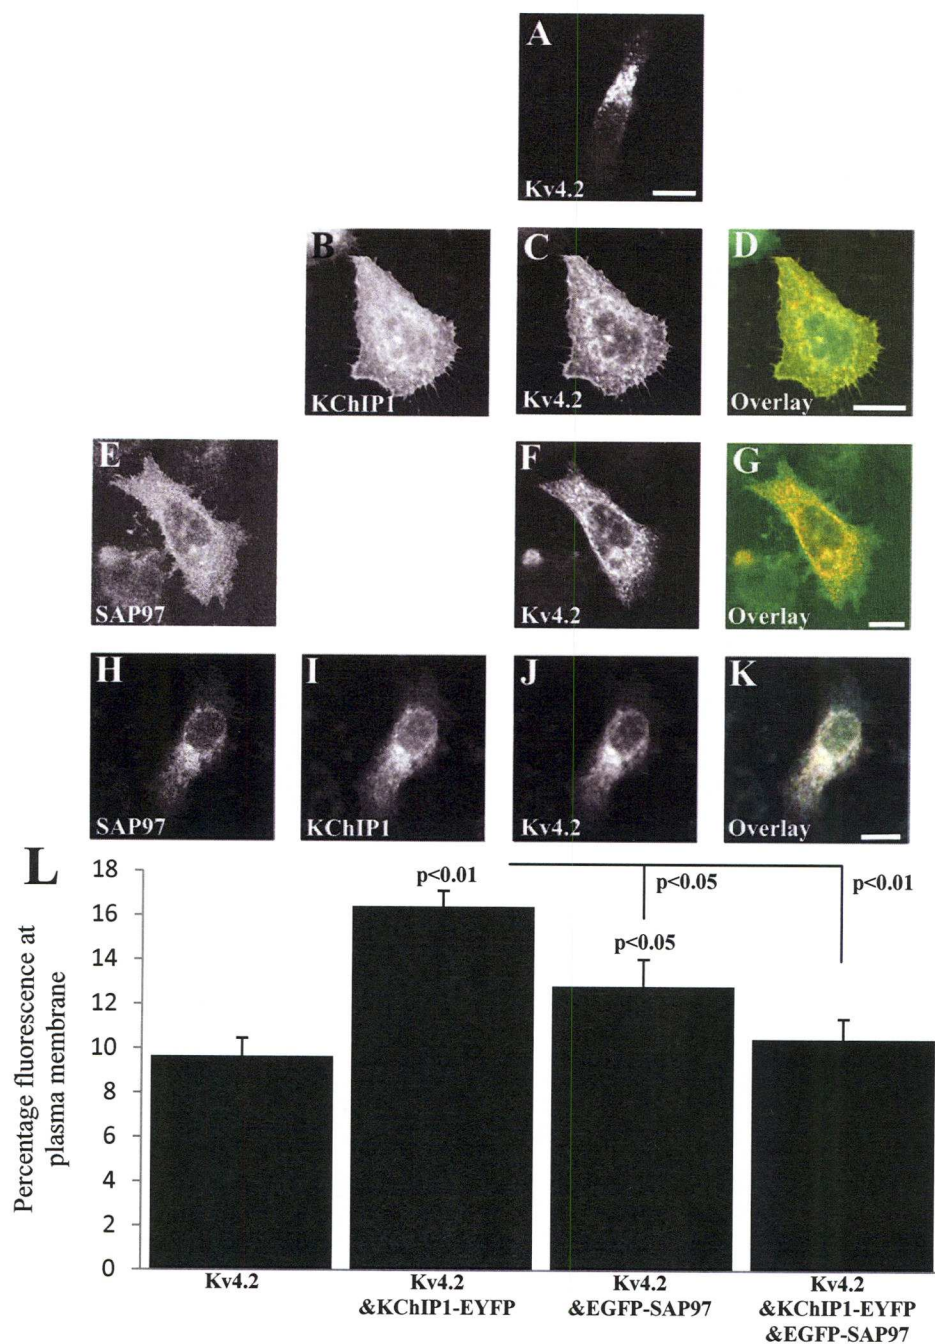 A
Kv4.2
B
KChIP1
C
Kv4.2
D
Overlay
E
SAP97
F
Kv4.2
G
Overlay
H
SAP97
I
KChIP1
J
Kv4.2
K
Overlay
L
Percentage fluorescence at
plasma membrane
18
16
14
12
10
8
6
4
2
0
p<0.01
p<0.05
p<0.05
p<0.01
Kv4.2
Kv4.2
&KChIP1-EYFP
Kv4.2
&EGFP-SAP97
Kv4.2
&KChIP1-EYFP
&EGFP-SAP97